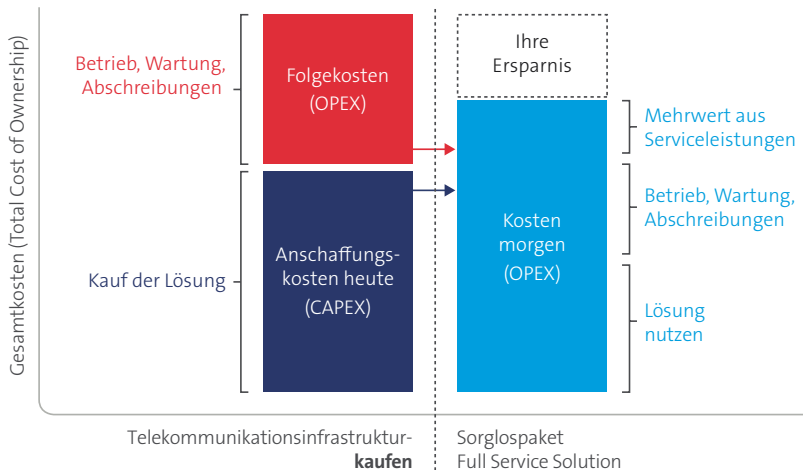 Gesamtkosten (Total Cost of Ownership)
Betrieb, Wartung,
Abschreibungen
Folgekosten
(OPEX)
Kauf der Lösung
Anschaffungs-
kosten heute
(CAPEX)
Ihre
Ersparnis
Kosten
morgen
(OPEX)
Mehrwert aus
Serviceleistungen
Betrieb, Wartung,
Abschreibungen
Lösung
nutzen
Telekommunikationsinfrastruktur-
kaufen
Sorglospaket
Full Service Solution